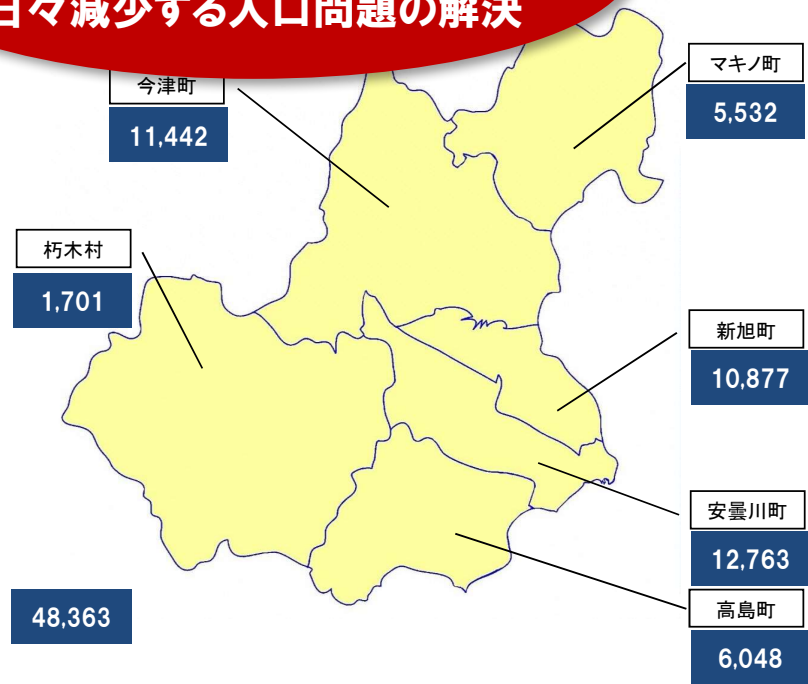 日々減少する人口問題の解決
今津町
11,442
マキノ町
5,532
朽木村
1,701
新旭町
10,877
安曇川町
12,763
高島町
6,048
48,363